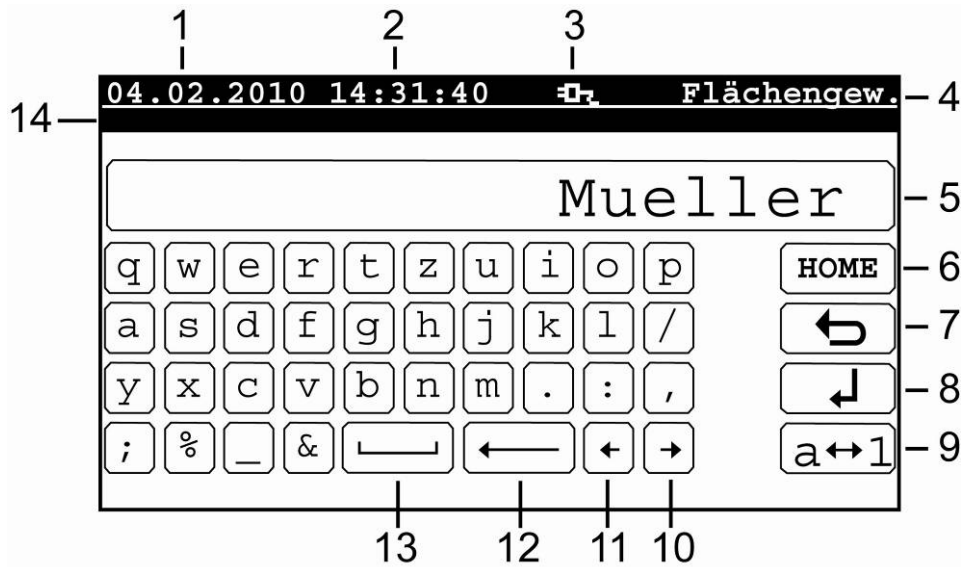 1 2 3
04.02.2010 14:31:40 Flächengew. 4
14
Mueller 5
q w e r t z u i o p HOME 6
a s d f g h j k l / 7
y x c v b n m . : , 8
; % _ & ← ← → a↔1 9
13 12 11 10